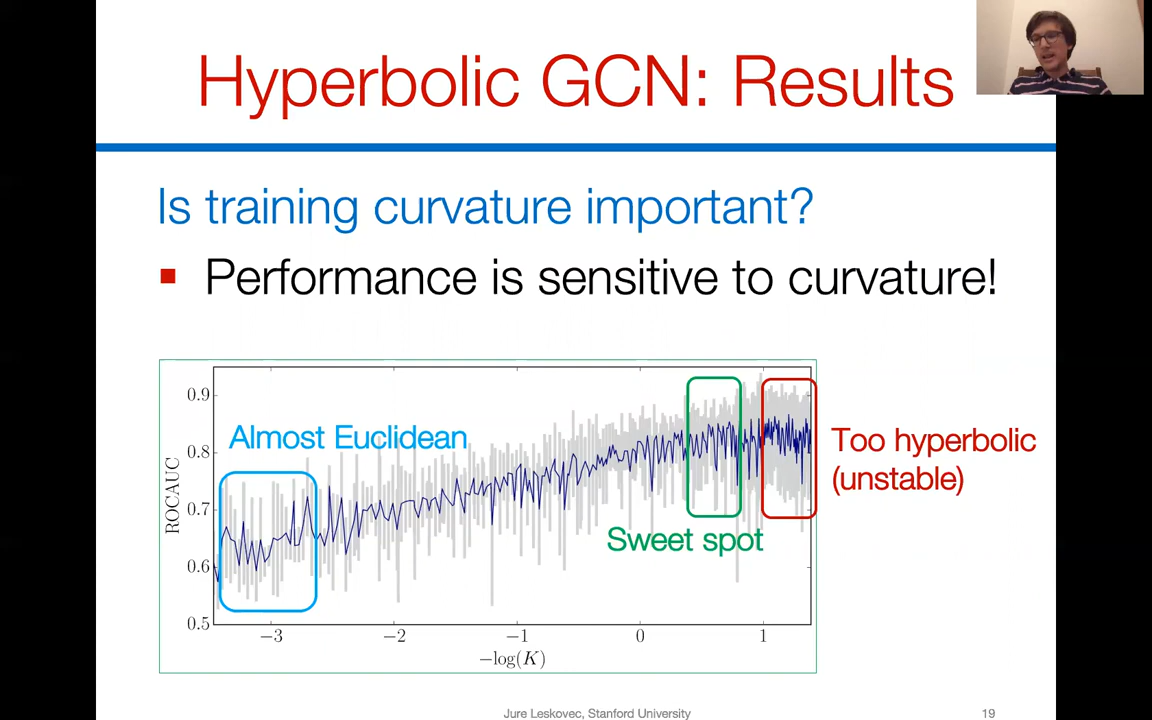 Hyperbolic GCN: Results
Is training curvature important?
▪ Performance is sensitive to curvature!
Almost Euclidean
Sweet spot
Too hyperbolic
(unstable)
ROCAUC
0.9
0.8
0.7
0.6
0.5
−3 −2 −1 0 1
−log(K)
Jure Leskovec, Stanford University
19